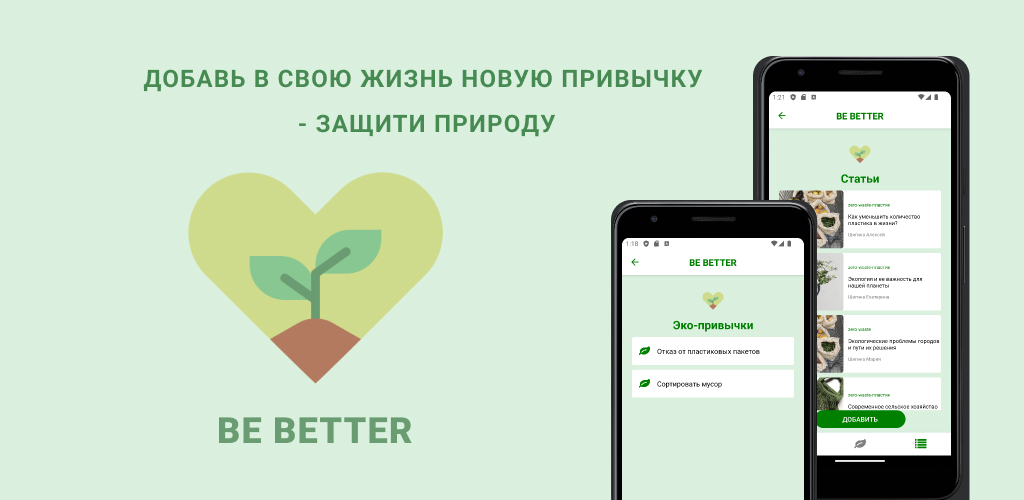 ДОБАВЬ В СВОЮ ЖИЗНЬ НОВУЮ ПРИВЫЧКУ
- ЗАЩИТИ ПРИРОДУ
BE BETTER
1:18
BE BETTER
Эко-привычки
Отказ от пластиковых пакетов
Сортировать мусор
1:21
BE BETTER
Статьи
zero-waste-пластик
Как уменьшить количество
пластика в жизни?
Шигина Алексей
zero-waste-пластик
Экология и ее важность для
нашей планеты
Шигина Екатерина
zero-waste
Экологические проблемы городов
и пути их решения
Шигина Мария
zero-waste-пластик
Современное сельское хозяйство
ДОБАВИТЬ